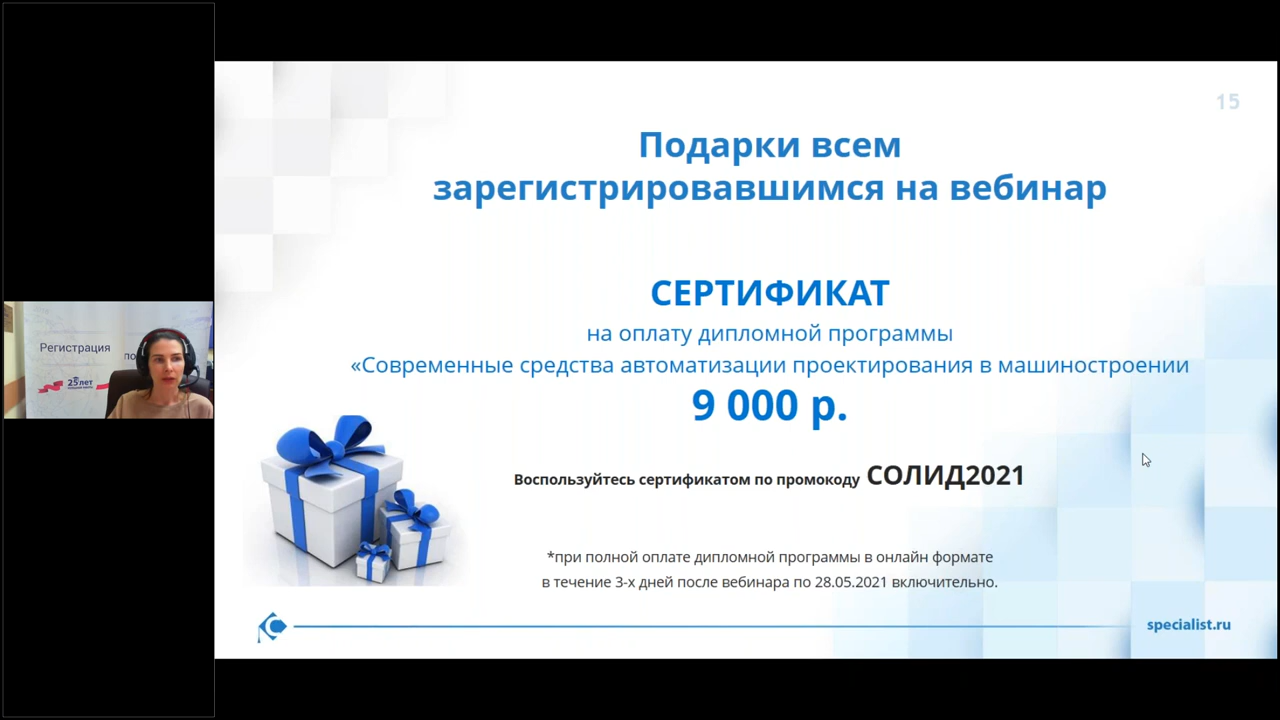 15
Подарки всем
зарегистрировавшимся на вебинар
СЕРТИФИКАТ
на оплату дипломной программы
«Современные средства автоматизации проектирования в машиностроении
9 000 р.
Воспользуйтесь сертификатом по промокоду СОЛИД2021
*при полной оплате дипломной программы в онлайн формате
в течение 3-х дней после вебинара по 28.05.2021 включительно.
specialist.ru
Регистрация
по
25 лет